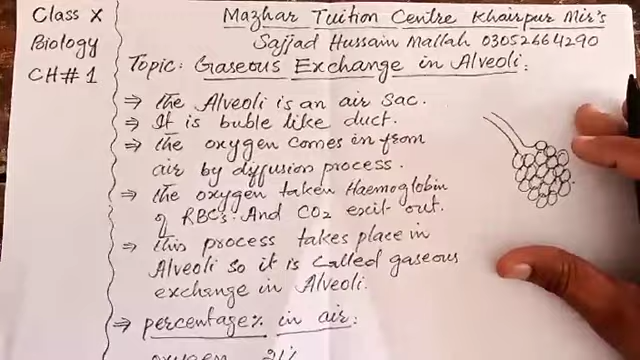 Class X
Biology
CH# 1
Mazhar Tuition Centre Khairpur Mir's
Sajjad Hussain Mallah 03052664290
Topic: Gaseous Exchange in Alveoli.
⇒ The Alveoli is an air sac.
⇒ It is buble like duct.
⇒ The oxygen comes in from
air by diffusion process.
⇒ The oxygen taken Haemoglobin
of RBC's. And CO2 excit out.
⇒ This process takes place in
Alveoli so it is called gaseous
exchange in Alveoli.
⇒ percentage% in air:
oxygen 21%